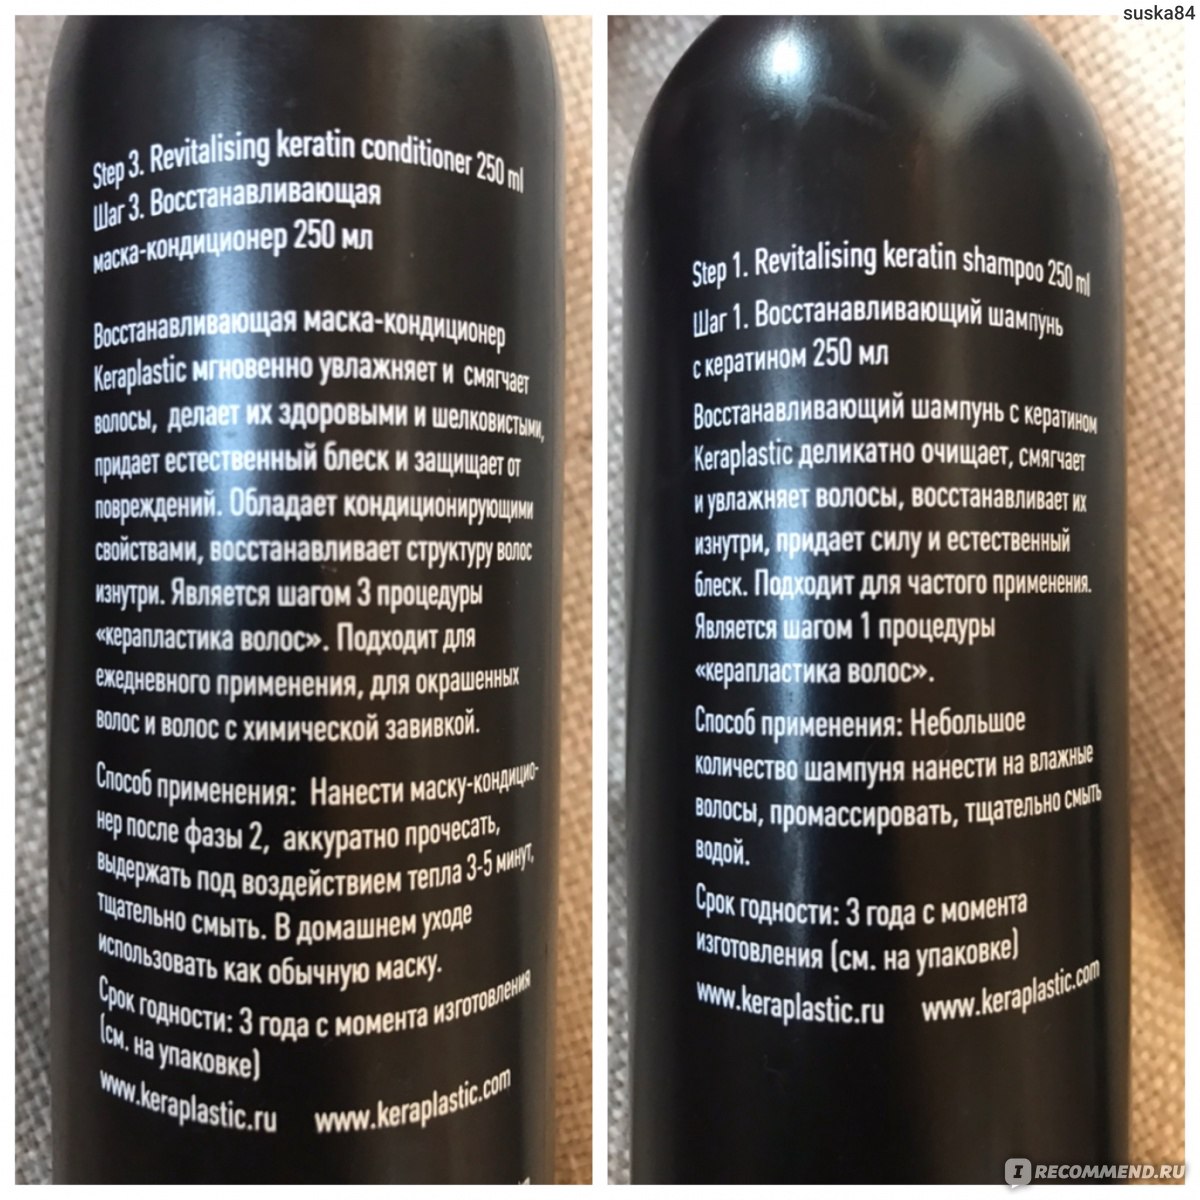 suska84
Step 3. Revitalising keratin conditioner 250 ml
Шаг 3. Восстанавливающая
маска-кондиционер 250 мл
Восстанавливающая маска-кондиционер
Keraplastic мгновенно увлажняет и смягчает
волосы, делает их здоровыми и шелковистыми,
придает естественный блеск и защищает от
повреждений. Обладает кондиционирующими
свойствами, восстанавливает структуру волос
изнутри. Является шагом 3 процедуры
«керапластика волос». Подходит для
ежедневного применения, для окрашенных
волос и волос с химической завивкой.
Способ применения: Нанести маску-кондицио-
нер после фазы 2, аккуратно прочесать,
выдержать под воздействием тепла 3-5 минут,
тщательно смыть. В домашнем уходе
использовать как обычную маску.
Срок годности: 3 года с момента изготовления
(см. на упаковке)
www.keraplastic.ru www.keraplastic.com
Step 1. Revitalising keratin shampoo 250 ml
Шаг 1. Восстанавливающий шампунь
с кератином 250 мл
Восстанавливающий шампунь с кератином
Keraplastic деликатно очищает, смягчает
и увлажняет волосы, восстанавливает их
изнутри, придает силу и естественный
блеск. Подходит для частого применения.
Является шагом 1 процедуры
«керапластика волос».
Способ применения: Небольшое
количество шампуня нанести на влажные
волосы, промассировать, тщательно смыть
водой.
Срок годности: 3 года с момента
изготовления (см. на упаковке)
www.keraplastic.ru www.keraplastic.com
I RECOMMEND.RU